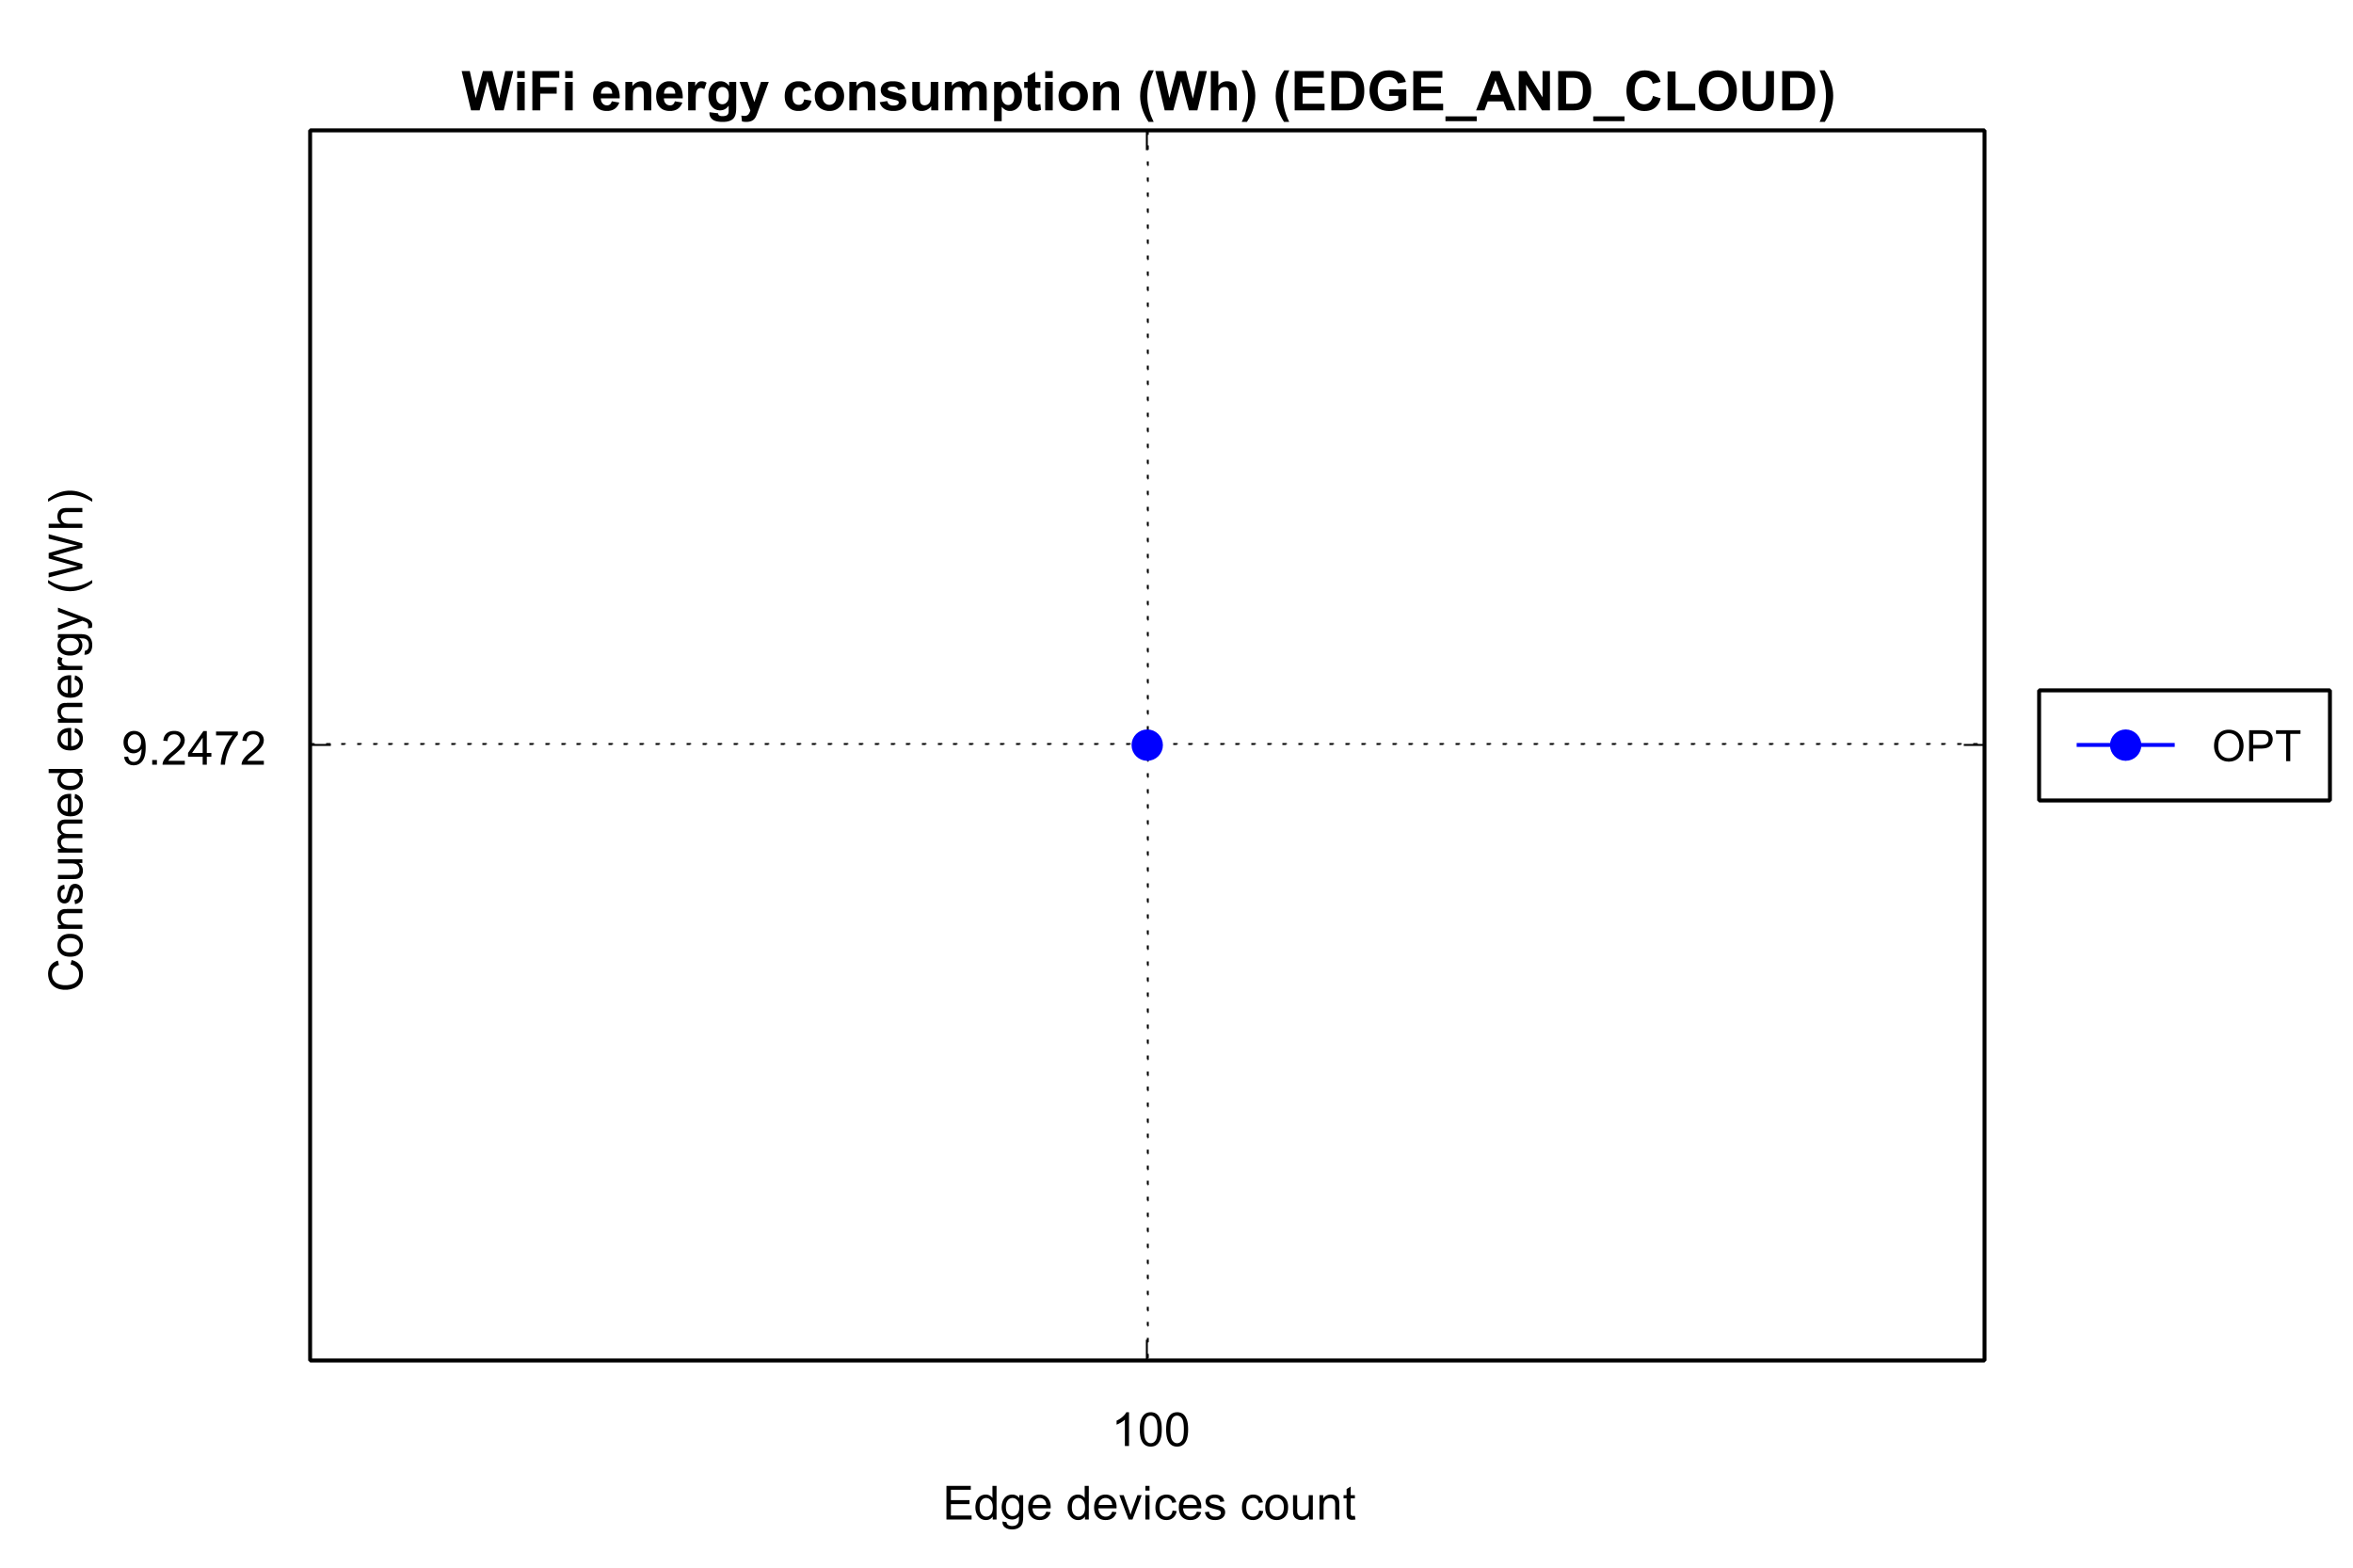 WiFi energy consumption (Wh) (EDGE_AND_CLOUD)
Consumed energy (Wh)
9.2472
OPT
100
Edge devices count